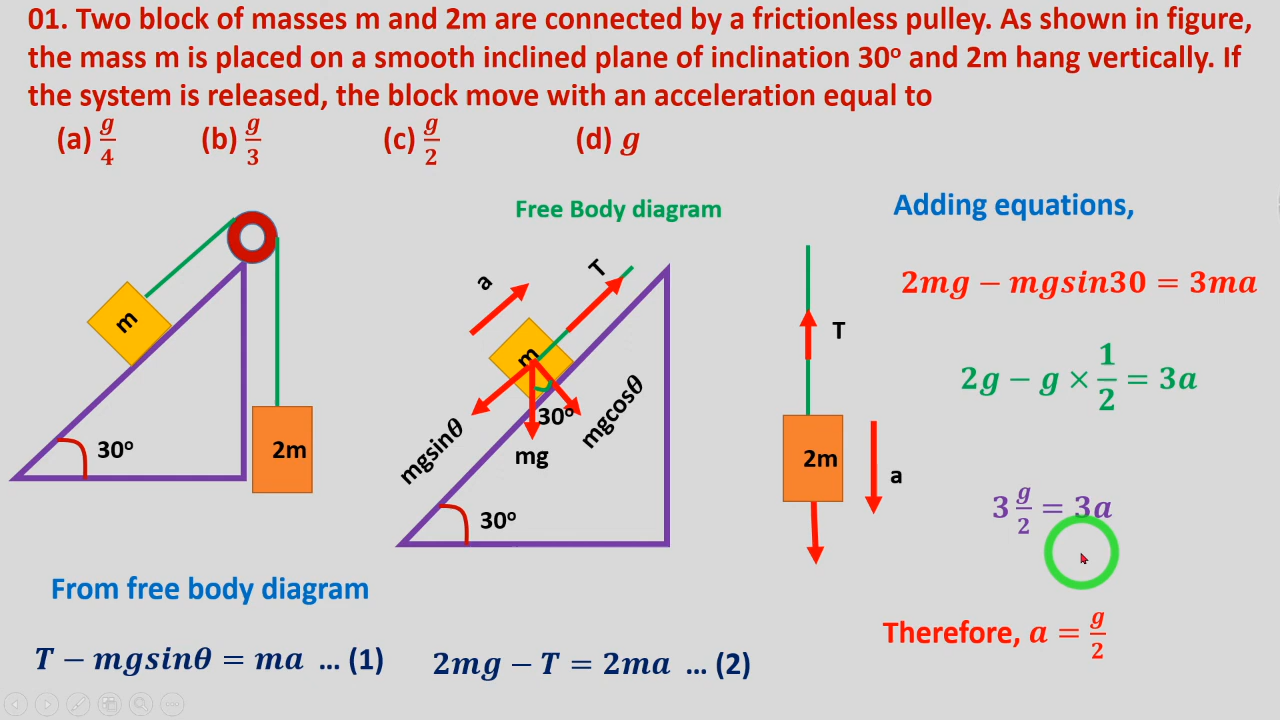 01. Two block of masses m and 2m are connected by a frictionless pulley. As shown in figure,
the mass m is placed on a smooth inclined plane of inclination 30º and 2m hang vertically. If
the system is released, the block move with an acceleration equal to
(a) g/4 (b) g/3 (c) g/2 (d) g
m
30º
2m
Free Body diagram
a
T
m
30º
mgsinθ
mg
mgcosθ
30º
T
2m
a
Adding equations,
2mg − mgsin30 = 3ma
2g − g × 1/2 = 3a
3 g/2 = 3a
Therefore, a = g/2
From free body diagram
T − mgsinθ = ma ... (1)
2mg − T = 2ma ... (2)